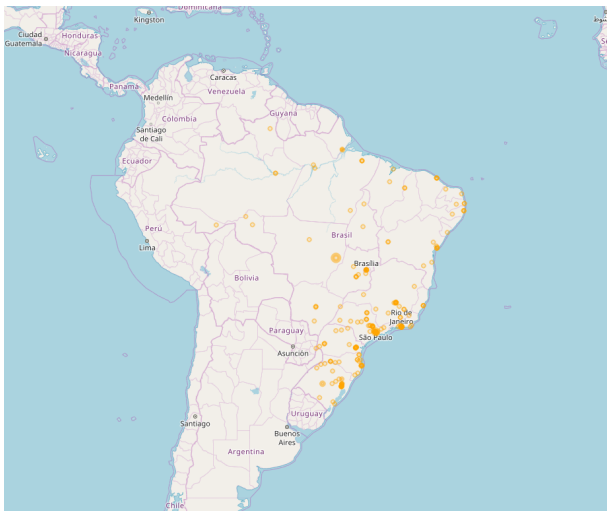 Dominicana
Kingston
Ciudad
Guatemala
Honduras
Nicaragua
Panamá
Caracas
Venezuela
Medellín
Guyana
Colombia
Santiago
de Cali
Ecuador
Perú
Lima
Brasil
Brasília
Bolivia
Rio de
Janeiro
São Paulo
Paraguay
Asunción
Santiago
Uruguay
Buenos
Aires
Argentina
Chile